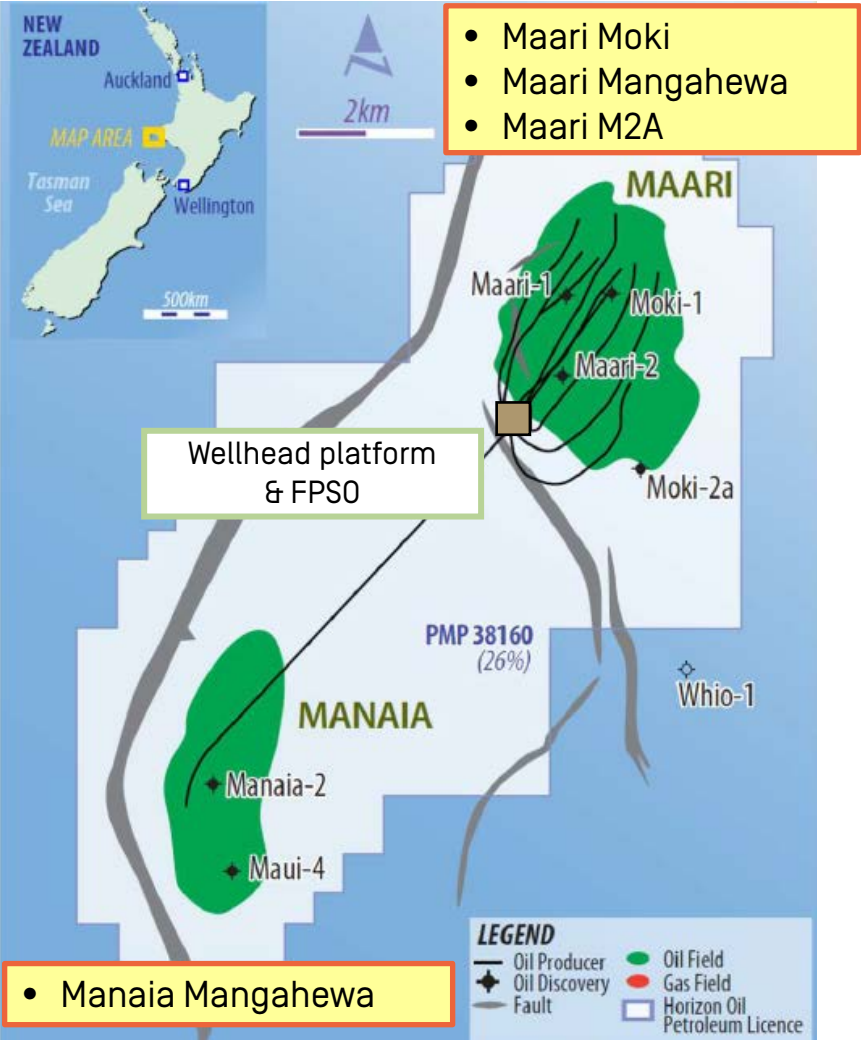 NEW
ZEALAND
Auckland
MAP AREA
Tasman
Sea
Wellington
500km
2km
• Maari Moki
• Maari Mangahewa
• Maari M2A
MAARI
Maari-1
Moki-1
Maari-2
Moki-2a
Wellhead platform
& FPSO
PMP 38160
(26%)
Whio-1
MANAIA
Manaia-2
Maui-4
• Manaia Mangahewa
LEGEND
Oil Producer
Oil Discovery
Fault
Oil Field
Gas Field
Horizon Oil
Petroleum Licence